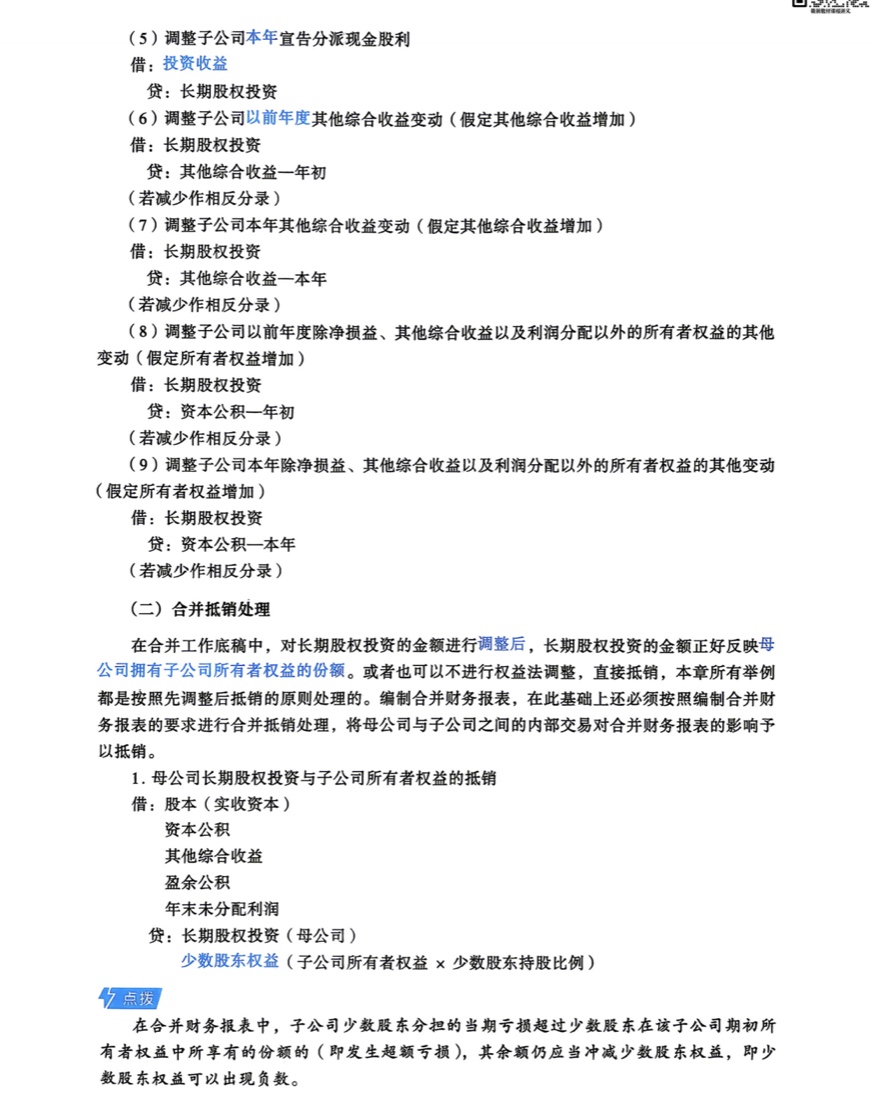 （5）调整子公司本年宣告分派现金股利
借：投资收益
贷：长期股权投资
（6）调整子公司以前年度其他综合收益变动（假定其他综合收益增加）
借：长期股权投资
贷：其他综合收益—年初
（若减少作相反分录）
（7）调整子公司本年其他综合收益变动（假定其他综合收益增加）
借：长期股权投资
贷：其他综合收益—本年
（若减少作相反分录）
（8）调整子公司以前年度除净损益、其他综合收益以及利润分配以外的所有者权益的其他
变动（假定所有者权益增加）
借：长期股权投资
贷：资本公积—年初
（若减少作相反分录）
（9）调整子公司本年除净损益、其他综合收益以及利润分配以外的所有者权益的其他变动
（假定所有者权益增加）
借：长期股权投资
贷：资本公积—本年
（若减少作相反分录）
（二）合并抵销处理
在合并工作底稿中，对长期股权投资的金额进行调整后，长期股权投资的金额正好反映母
公司拥有子公司所有者权益的份额。或者也可以不进行权益法调整，直接抵销，本章所有举例
都是按照先调整后抵销的原则处理的。编制合并财务报表，在此基础上还必须按照编制合并财
务报表的要求进行合并抵销处理，将母公司与子公司之间的内部交易对合并财务报表的影响予
以抵销。
1. 母公司长期股权投资与子公司所有者权益的抵销
借：股本（实收资本）
资本公积
其他综合收益
盈余公积
年末未分配利润
贷：长期股权投资（母公司）
少数股东权益（子公司所有者权益 × 少数股东持股比例）
点拨
在合并财务报表中，子公司少数股东分担的当期亏损超过少数股东在该子公司期初所
有者权益中所享有的份额的（即发生超额亏损），其余额仍应当冲减少数股东权益，即少
数股东权益可以出现负数。